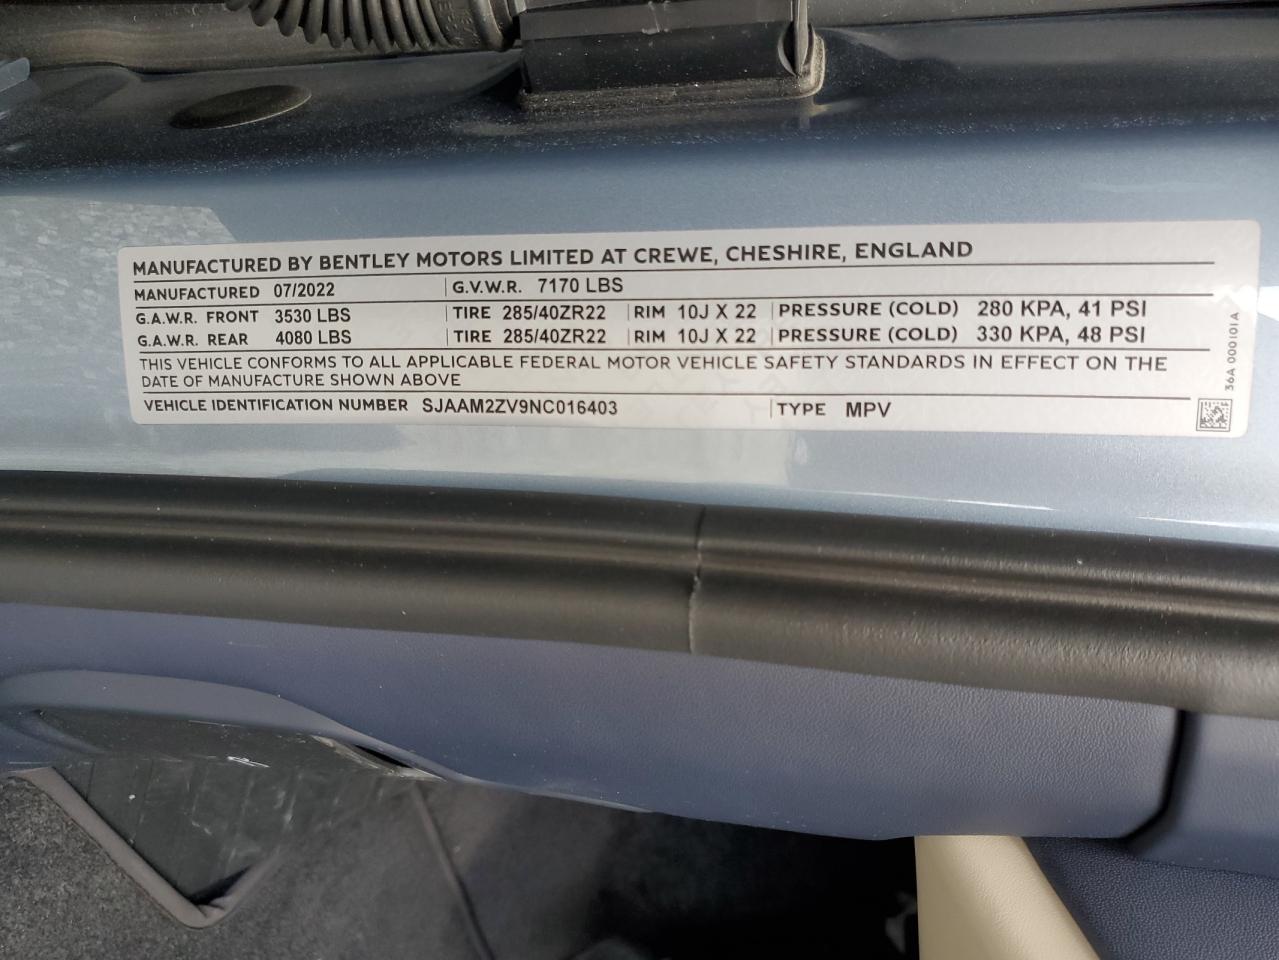 MANUFACTURED BY BENTLEY MOTORS LIMITED AT CREWE, CHESHIRE, ENGLAND
MANUFACTURED 07/2022 G.V.W.R. 7170 LBS
G.A.W.R. FRONT 3530 LBS TIRE 285/40ZR22 RIM 10J X 22 PRESSURE (COLD) 280 KPA, 41 PSI
G.A.W.R. REAR 4080 LBS TIRE 285/40ZR22 RIM 10J X 22 PRESSURE (COLD) 330 KPA, 48 PSI
THIS VEHICLE CONFORMS TO ALL APPLICABLE FEDERAL MOTOR VEHICLE SAFETY STANDARDS IN EFFECT ON THE
DATE OF MANUFACTURE SHOWN ABOVE
VEHICLE IDENTIFICATION NUMBER SJAAM2ZV9NC016403 TYPE MPV
36A 000101 A